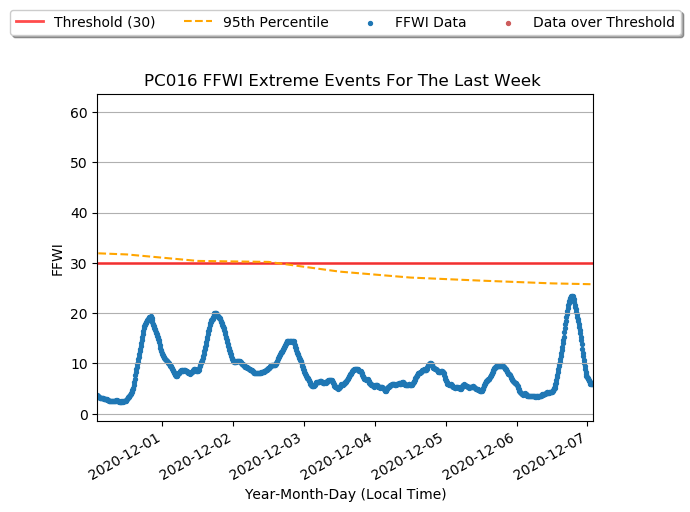 Threshold (30) 95th Percentile FFWI Data Data over Threshold
PC016 FFWI Extreme Events For The Last Week
60
50
40
30
20
10
0
FFWI
2020-12-01 2020-12-02 2020-12-03 2020-12-04 2020-12-05 2020-12-06 2020-12-07
Year-Month-Day (Local Time)